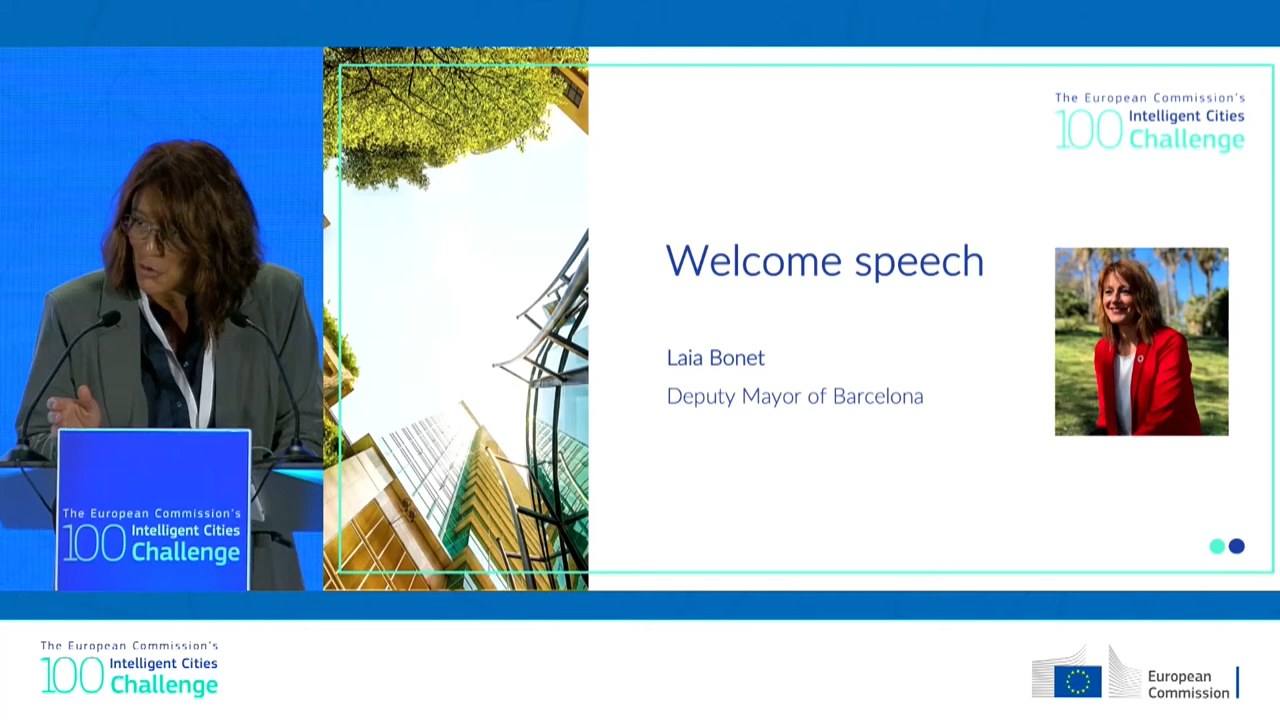 The European Commission's
100 Intelligent Cities
Challenge
Welcome speech
Laia Bonet
Deputy Mayor of Barcelona
The European Commission's
100 Intelligent Cities
Challenge
The European Commission's
100 Intelligent Cities
Challenge
European
Commission